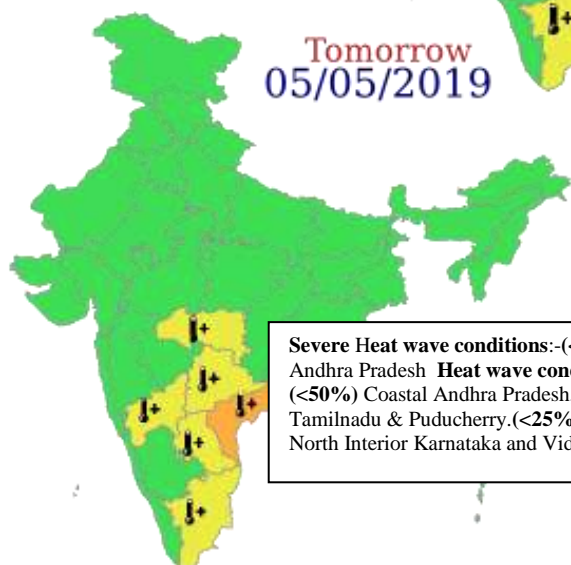 Tomorrow
05/05/2019
Severe Heat wave conditions:-(<
Andhra Pradesh Heat wave con
(<50%) Coastal Andhra Pradesh
Tamilnadu & Puducherry.(<25%
North Interior Karnataka and Vid